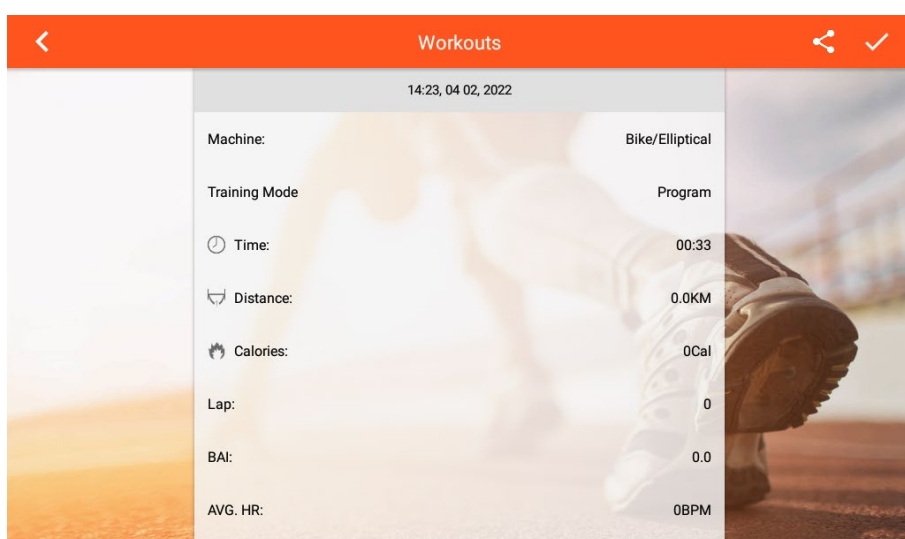 Workouts
14:23, 04 02, 2022
Machine: Bike/Elliptical
Training Mode Program
Time: 00:33
Distance: 0.0KM
Calories: 0Cal
Lap: 0
BAI: 0.0
AVG. HR: 0BPM